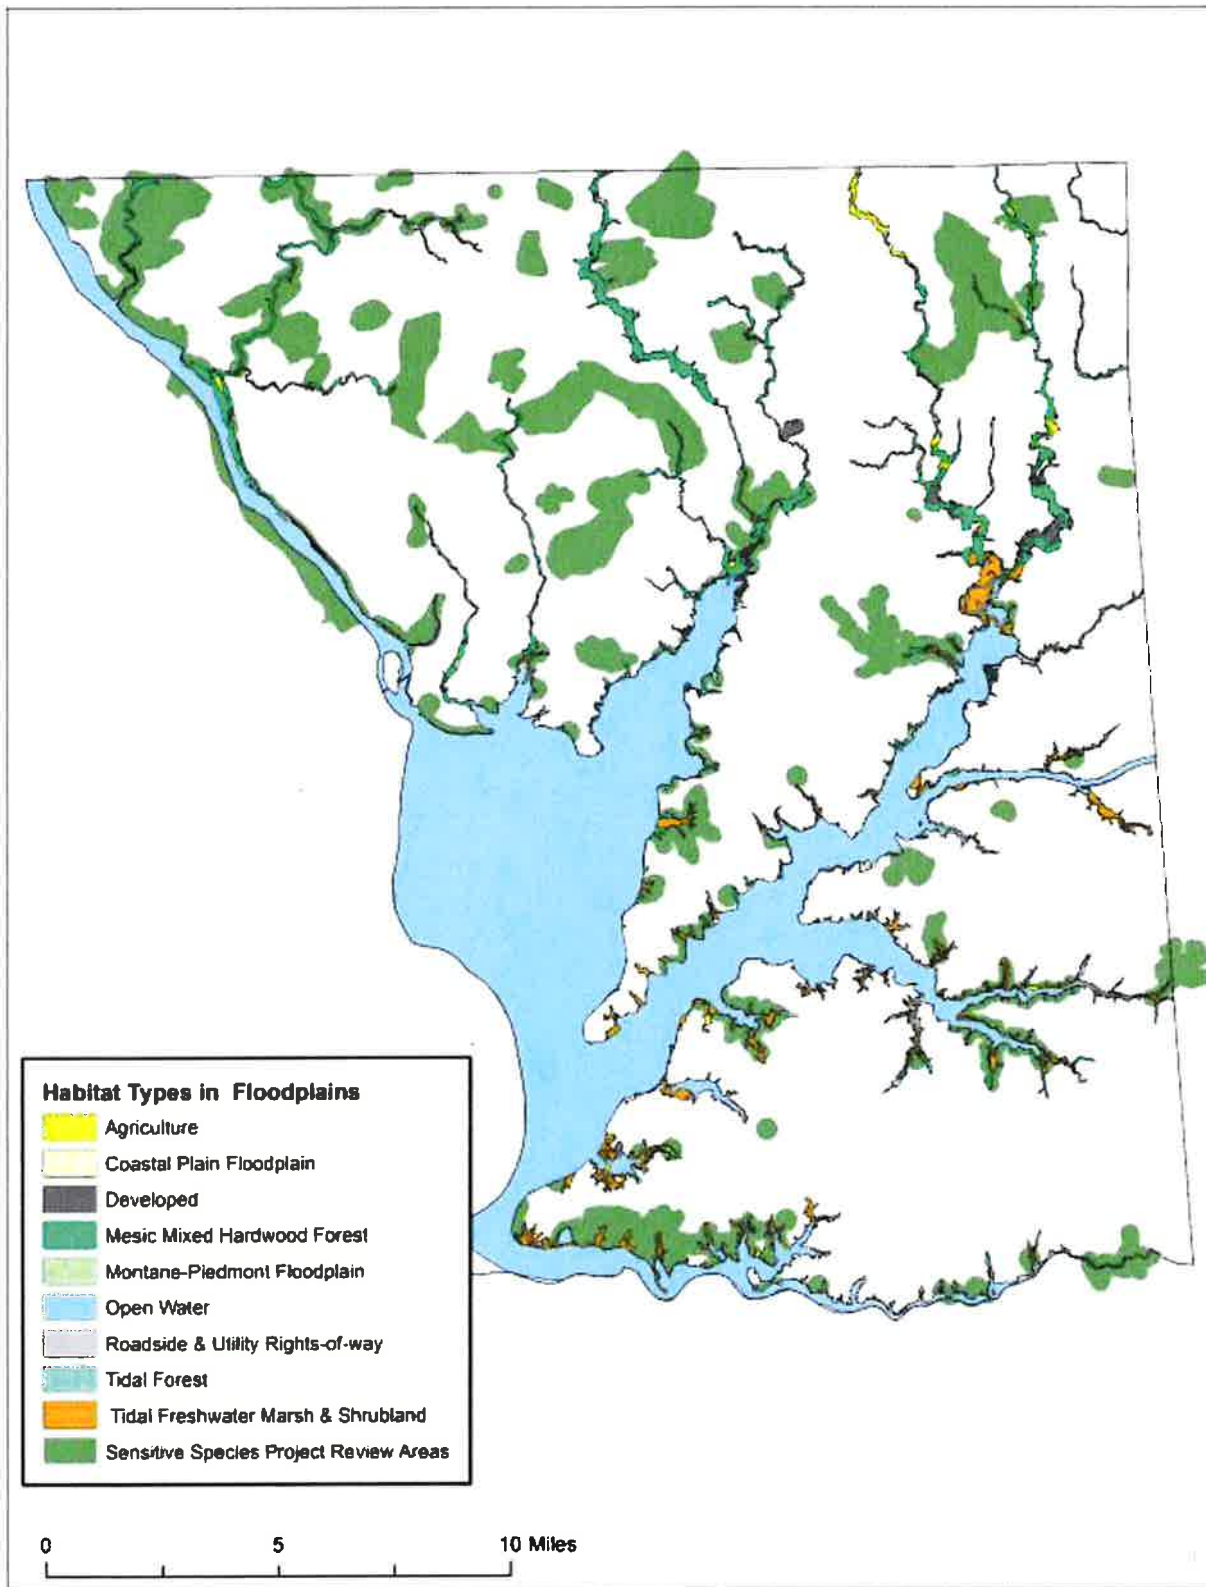 Habitat Types in Floodplains
Agriculture
Coastal Plain Floodplain
Developed
Mesic Mixed Hardwood Forest
Montane-Piedmont Floodplain
Open Water
Roadside & Utility Rights-of-way
Tidal Forest
Tidal Freshwater Marsh & Shrubland
Sensitive Species Project Review Areas
0 5 10 Miles